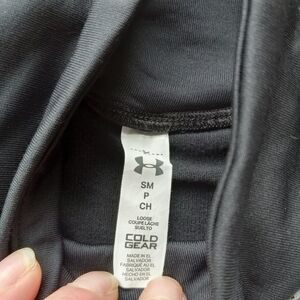 SM
P
CH
LOOSE
COUPE LÂCHE
SUELTO
COLD
GEAR
MADE IN EL
SALVADOR
FABRIQUÉ EN EL
SALVADOR
HECHO EN EL
SALVADOR